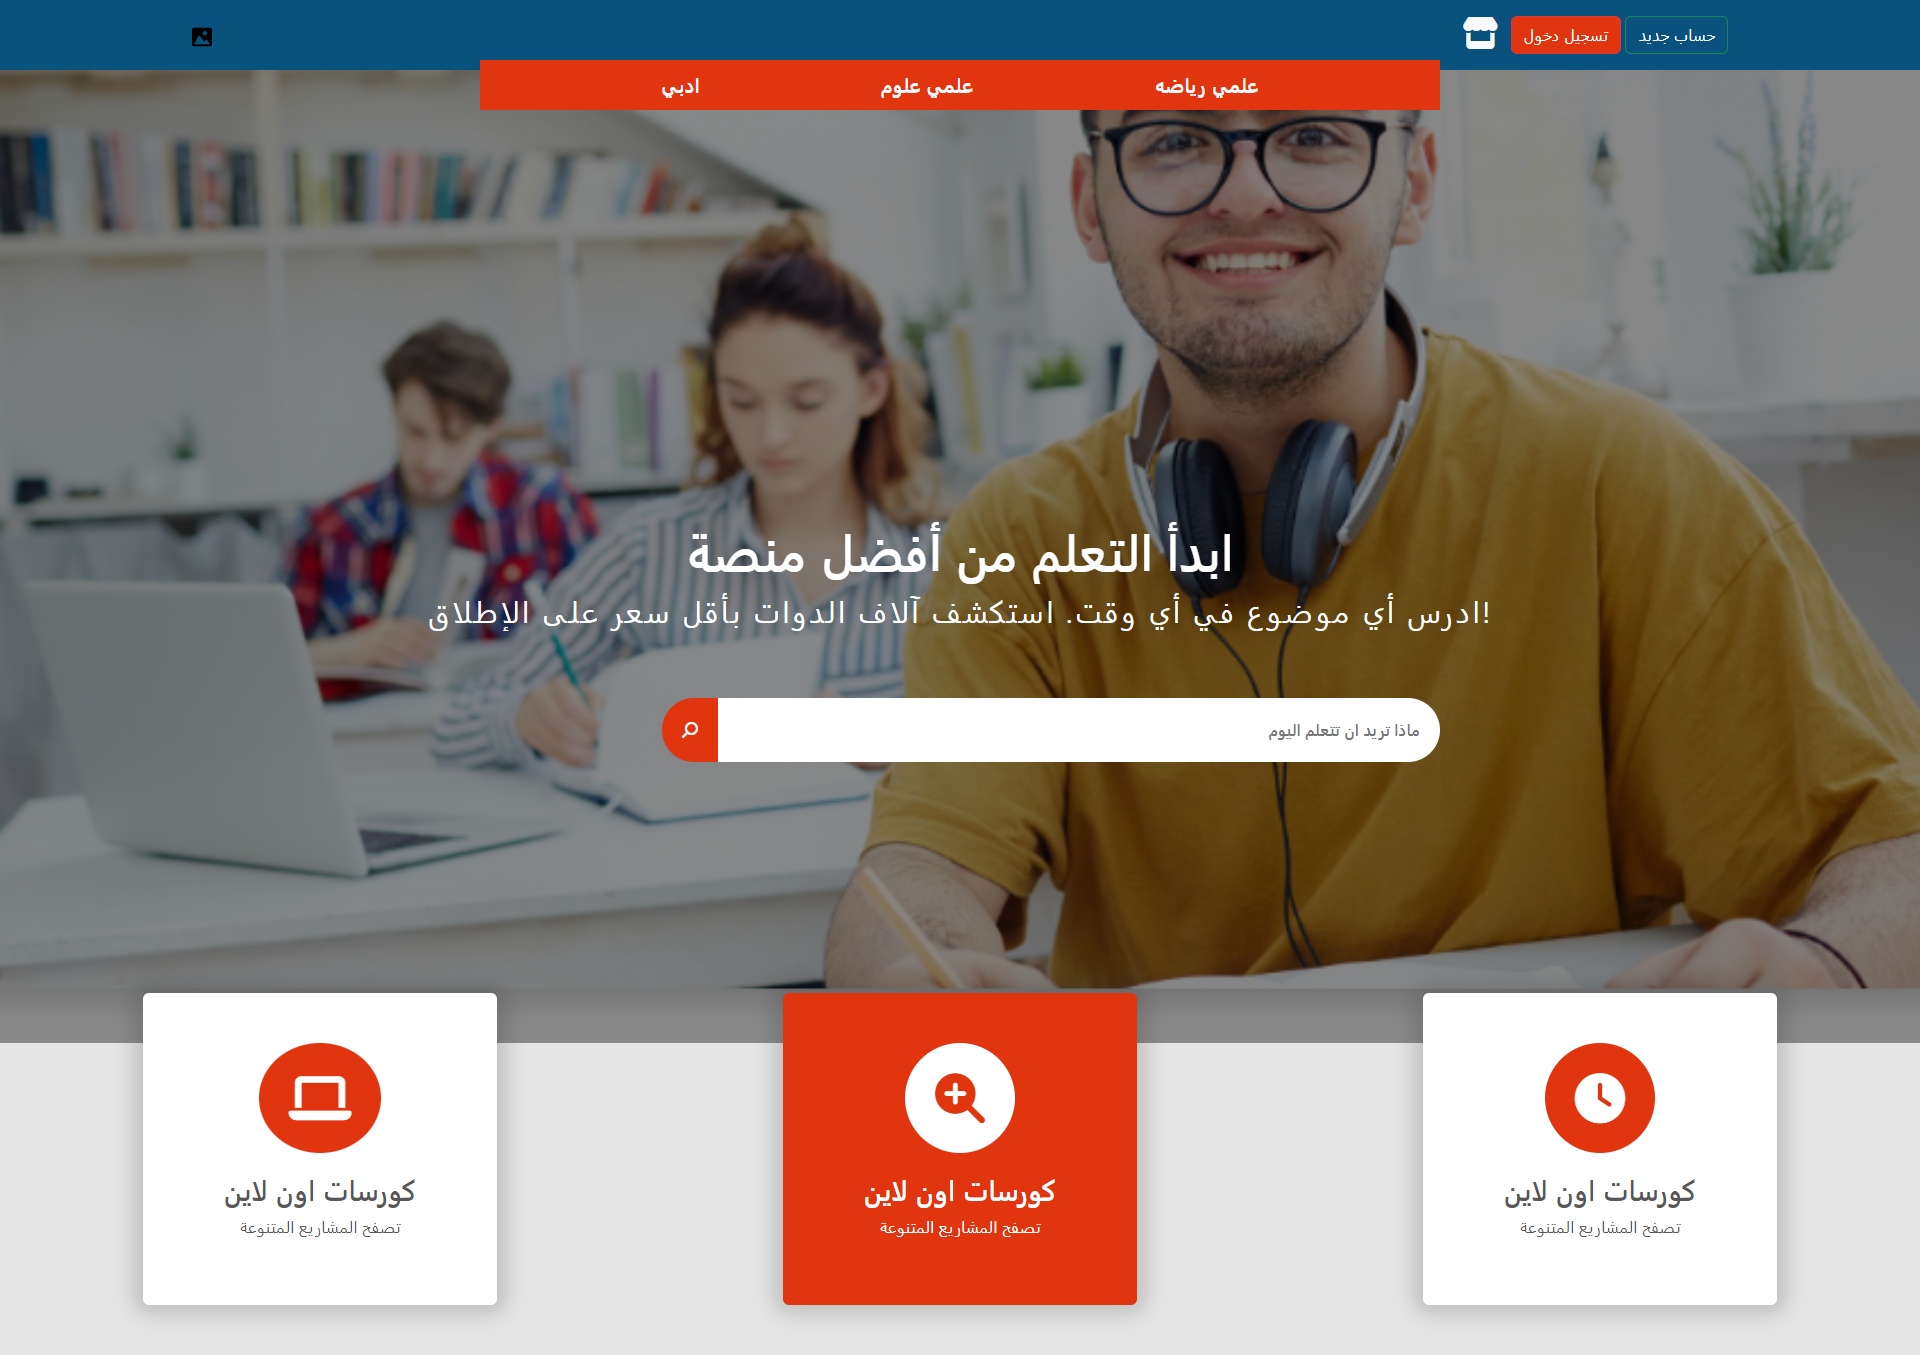 حساب جديد
تسجيل دخول
علمي رياضه
علمي علوم
ادبي
ابدأ التعلم من أفضل منصة
ادرس أي موضوع في أي وقت. استكشف آلاف الدوات بأقل سعر على الإطلاق!
ماذا تريد ان تتعلم اليوم
كورسات اون لاين
تصفح المشاريع المتنوعة
كورسات اون لاين
تصفح المشاريع المتنوعة
كورسات اون لاين
تصفح المشاريع المتنوعة